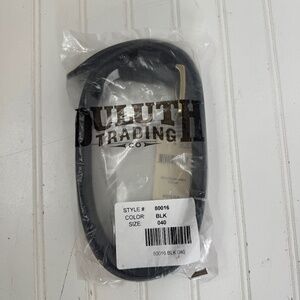 DULUTH
TRADING
CO
STYLE # 80016
COLOR BLK
SIZE 040
80016 BLK 040